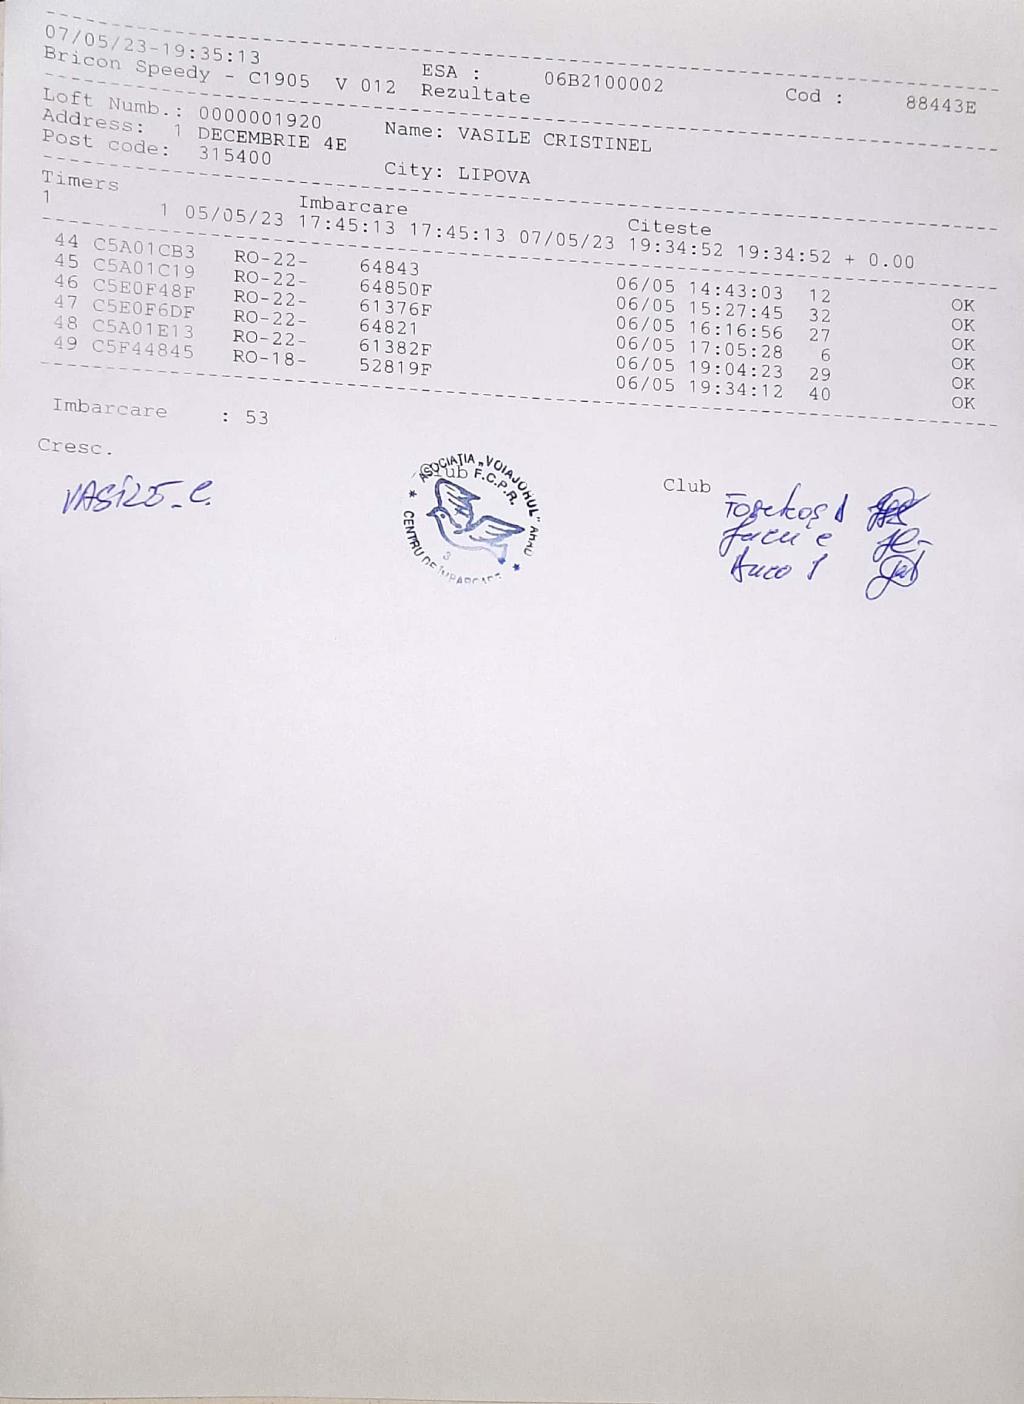 07/05/23-19:35:13
Bricon Speedy - C1905 V 012 ESA : 06B2100002 Cod : 88443E
Rezultate
Loft Numb.: 0000001920
Address: 1 DECEMBRIE 4E Name: VASILE CRISTINEL
Post code: 315400 City: LIPOVA
Timers Imbarcare Citeste
1 1 05/05/23 17:45:13 17:45:13 07/05/23 19:34:52 19:34:52 + 0.00
44 C5A01CB3 RO-22- 64843 06/05 14:43:03 12 OK
45 C5A01C19 RO-22- 64850F 06/05 15:27:45 32 OK
46 C5E0F48F RO-22- 61376F 06/05 16:16:56 27 OK
47 C5E0F6DF RO-22- 64821 06/05 17:05:28 6 OK
48 C5A01E13 RO-22- 61382F 06/05 19:04:23 29 OK
49 C5F44845 RO-18- 52819F 06/05 19:34:12 40 OK
Imbarcare : 53
Cresc. Club Club
VASILE C.
ASOCIAȚIA „VOIAJORUL" ARAD
F.C.P.R.
3
CENTRU DE IMBARCARE